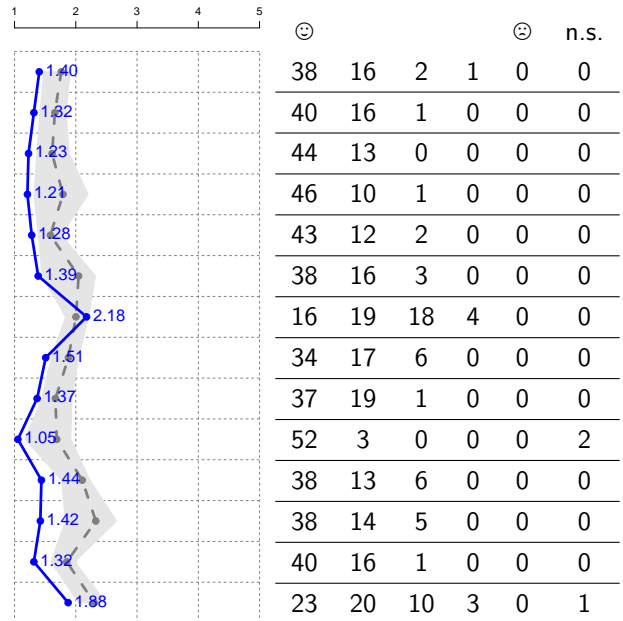 1 2 3 4 5
☺ ☹ n.s.
1.40 38 16 2 1 0 0
1.32 40 16 1 0 0 0
1.23 44 13 0 0 0 0
1.21 46 10 1 0 0 0
1.28 43 12 2 0 0 0
1.39 38 16 3 0 0 0
2.18 16 19 18 4 0 0
1.51 34 17 6 0 0 0
1.37 37 19 1 0 0 0
1.05 52 3 0 0 0 2
1.44 38 13 6 0 0 0
1.42 38 14 5 0 0 0
1.32 40 16 1 0 0 0
1.88 23 20 10 3 0 1